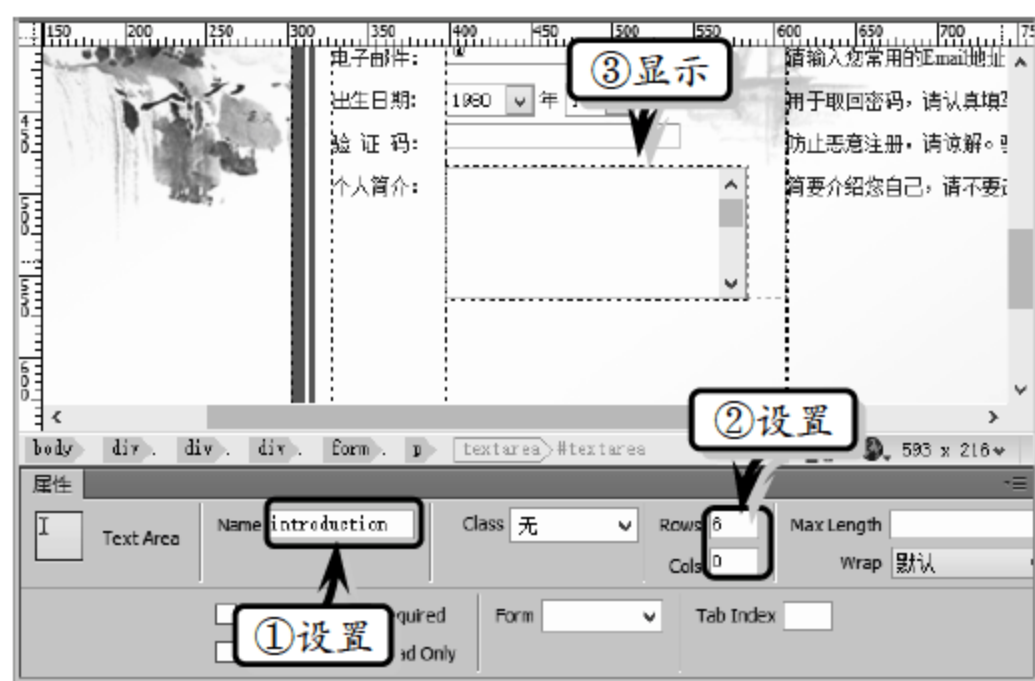 150 200 250 300 350 400 450 500 550 600 650 700 75
电子邮件:
③显示
请输入您常用的Email地址
出生日期: 1980 年
用于取回密码，请认真填写
验 证 码:
防止恶意注册，请谅解。
个人简介:
简要介绍您自己，请不要
②设置
body div. div. div. form. p textarea #textarea
593 x 216
属性
Text Area
Name introduction
Class 无
Rows 6
Max Length
Cols 0
Wrap 默认
①设置
quired
Form
Tab Index
ad Only